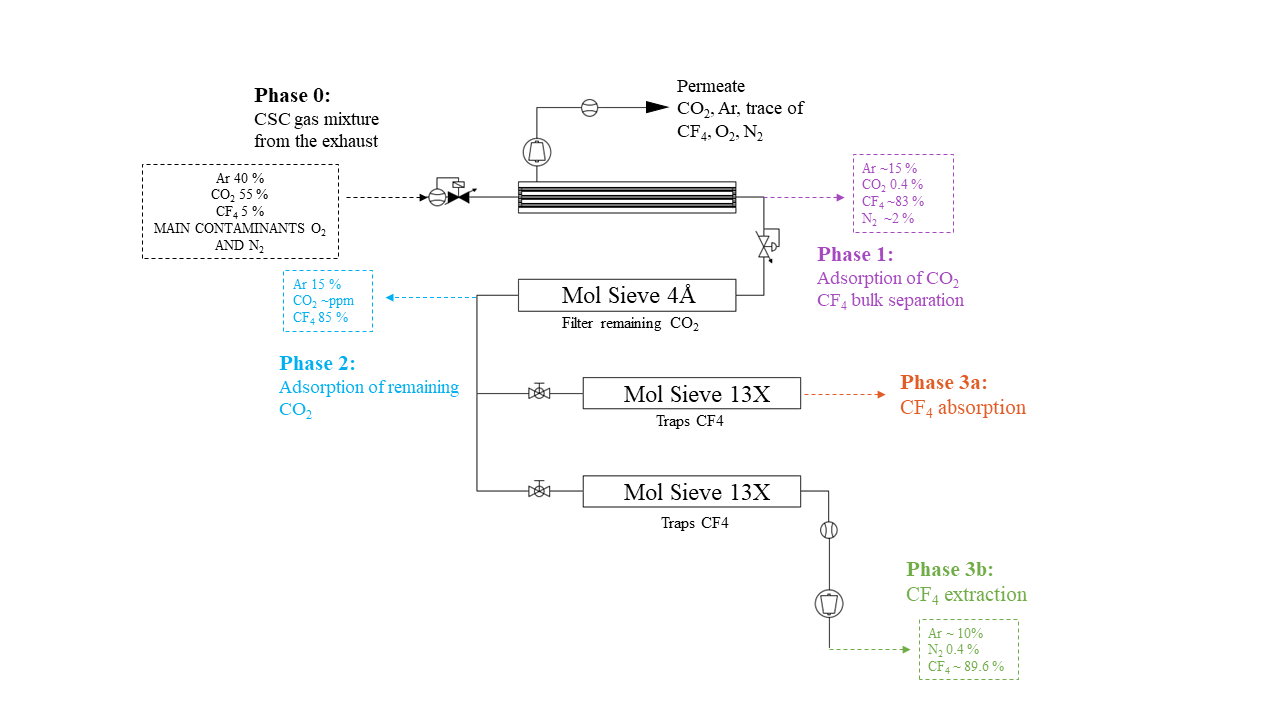 Phase 0:
CSC gas mixture
from the exhaust
Ar 40 %
CO₂ 55 %
CF₄ 5 %
MAIN CONTAMINANTS O₂
AND N₂
Permeate
CO₂, Ar, trace of
CF₄, O₂, N₂
Ar ~15 %
CO₂ 0.4 %
CF₄ ~83 %
N₂ ~2 %
Phase 1:
Adsorption of CO₂
CF₄ bulk separation
Mol Sieve 4Å
Filter remaining CO₂
Ar 15 %
CO₂ ~ppm
CF₄ 85 %
Phase 2:
Adsorption of remaining
CO₂
Mol Sieve 13X
Traps CF4
Phase 3a:
CF₄ absorption
Mol Sieve 13X
Traps CF4
Phase 3b:
CF₄ extraction
Ar ~ 10%
N₂ 0.4 %
CF₄ ~ 89.6 %